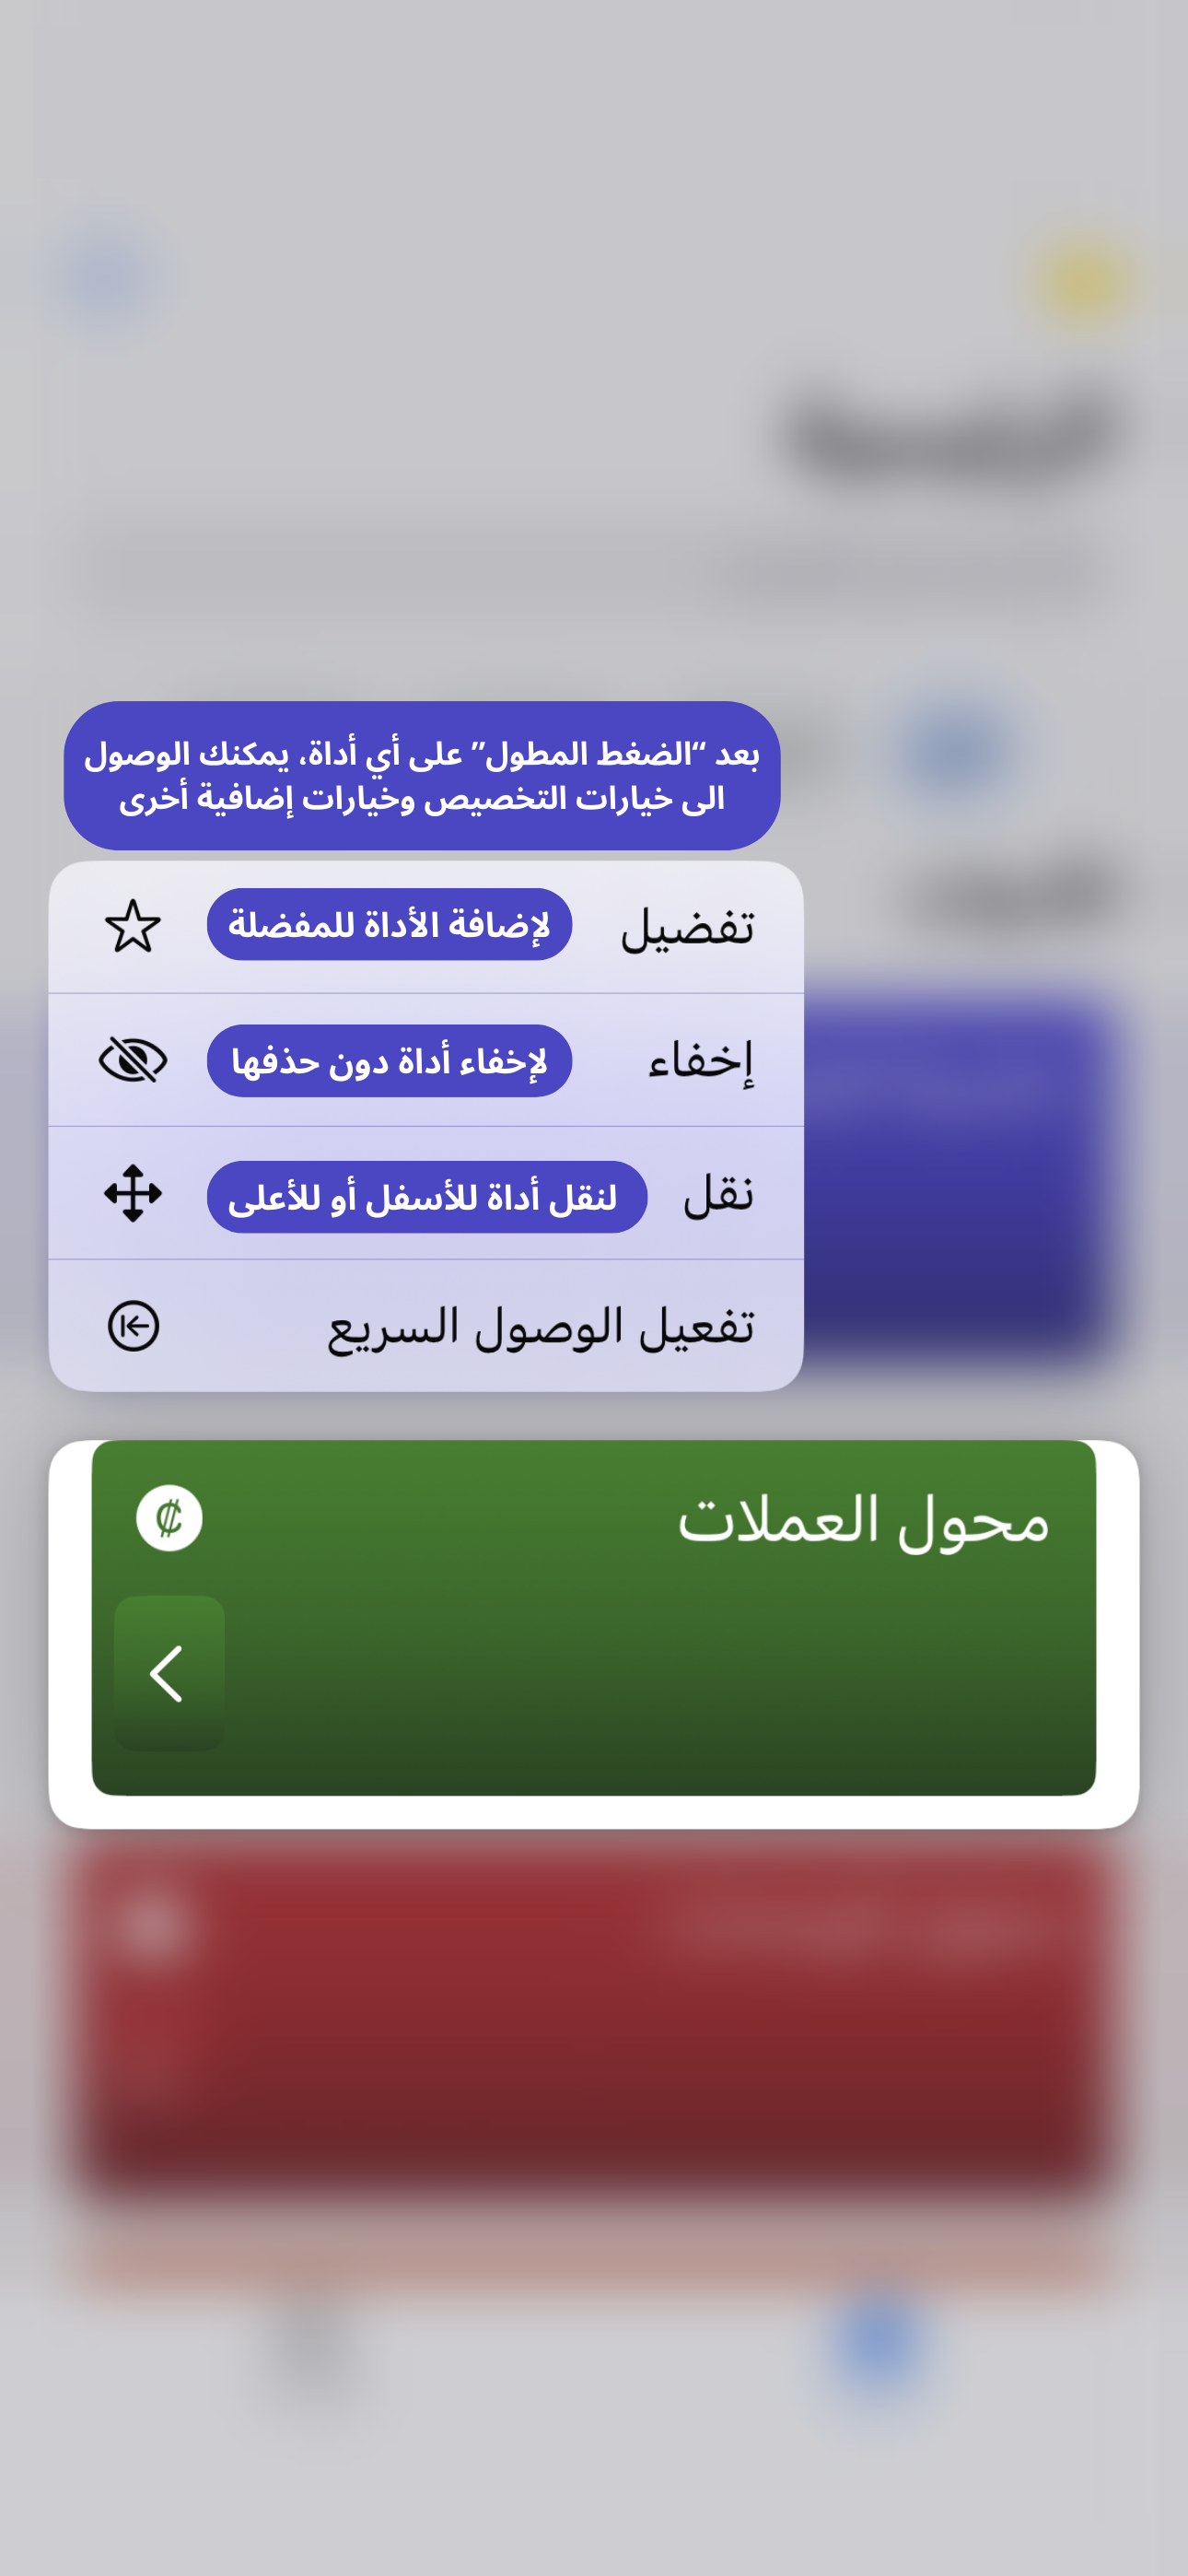 بعد “الضغط المطول” على أي أداة، يمكنك الوصول
الى خيارات التخصيص وخيارات إضافية أخرى
تفضيل
لإضافة الأداة للمفضلة
إخفاء
لإخفاء أداة دون حذفها
نقل
لنقل أداة للأسفل أو للأعلى
تفعيل الوصول السريع
محول العملات
₡